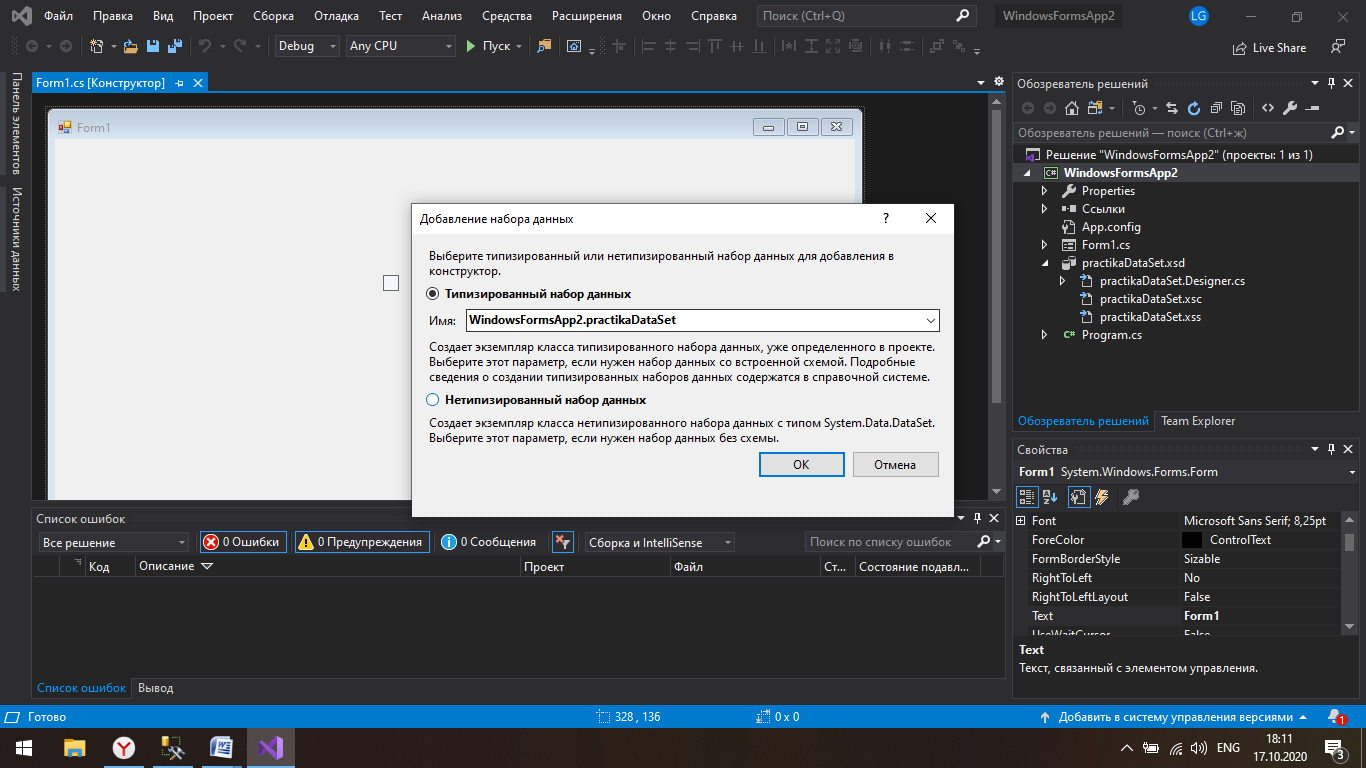 Файл Правка Вид Проект Сборка Отладка Тест Анализ Средства Расширения Окно Справка Поиск (Ctrl+Q) WindowsFormsApp2 LG
Debug Any CPU Пуск Live Share
Панель элементов
Источники данных
Form1.cs [Конструктор]
Form1
Добавление набора данных ?
Выберите типизированный или нетипизированный набор данных для добавления в
конструктор.
Типизированный набор данных
Имя: WindowsFormsApp2.practikaDataSet
Создает экземпляр класса типизированного набора данных, уже определенного в проекте.
Выберите этот параметр, если нужен набор данных со встроенной схемой. Подробные
сведения о создании типизированных наборов данных содержатся в справочной системе.
Нетипизированный набор данных
Создает экземпляр класса нетипизированного набора данных с типом System.Data.DataSet.
Выберите этот параметр, если нужен набор данных без схемы.
ОК Отмена
Обозреватель решений
Обозреватель решений — поиск (Ctrl+ж)
Решение "WindowsFormsApp2" (проекты: 1 из 1)
C# WindowsFormsApp2
Properties
Ссылки
App.config
Form1.cs
practikaDataSet.xsd
practikaDataSet.Designer.cs
practikaDataSet.xsc
practikaDataSet.xss
C# Program.cs
Обозреватель решений Team Explorer
Свойства
Form1 System.Windows.Forms.Form
Font Microsoft Sans Serif; 8,25pt
ForeColor ControlText
FormBorderStyle Sizable
RightToLeft No
RightToLeftLayout False
Text Form1
UseWaitCursor False
Text
Текст, связанный с элементом управления.
Список ошибок
Все решение 0 Ошибки 0 Предупреждения 0 Сообщения Сборка и IntelliSense Поиск по списку ошибок
Код Описание Проект Файл Ст... Состояние подавл...
Список ошибок Вывод
Готово 328 , 136 0 x 0 Добавить в систему управления версиями 1
ENG 18:11
17.10.2020 3